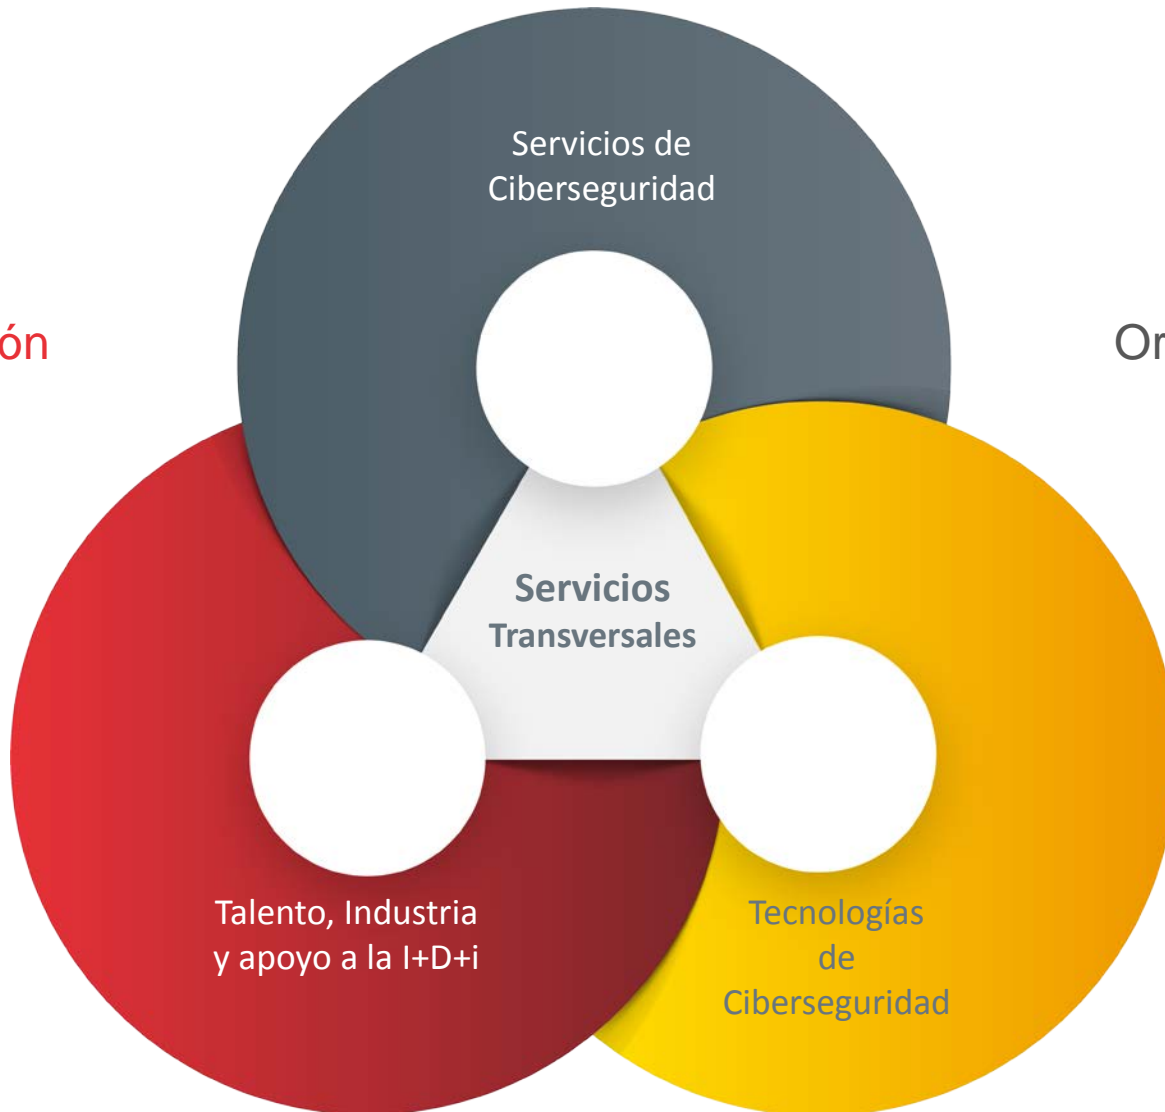 Servicios de
Ciberseguridad
ón
Or
Servicios
Transversales
Talento, Industria
y apoyo a la I+D+i
Tecnologías
de
Ciberseguridad